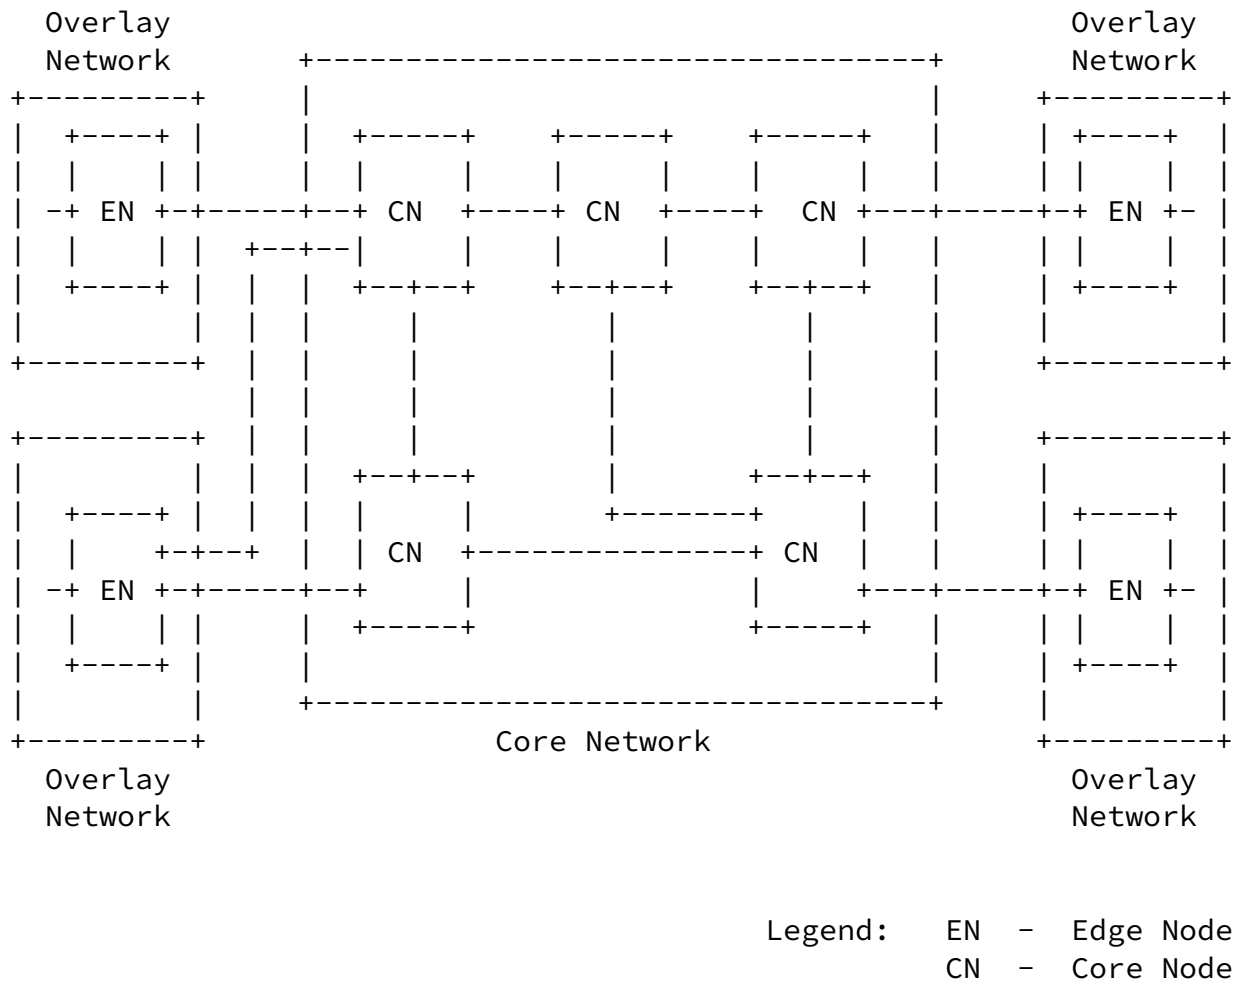 Overlay Overlay
Network Network
EN CN CN CN EN
CN CN
EN EN
Core Network
Overlay Overlay
Network Network
Legend: EN - Edge Node
CN - Core Node